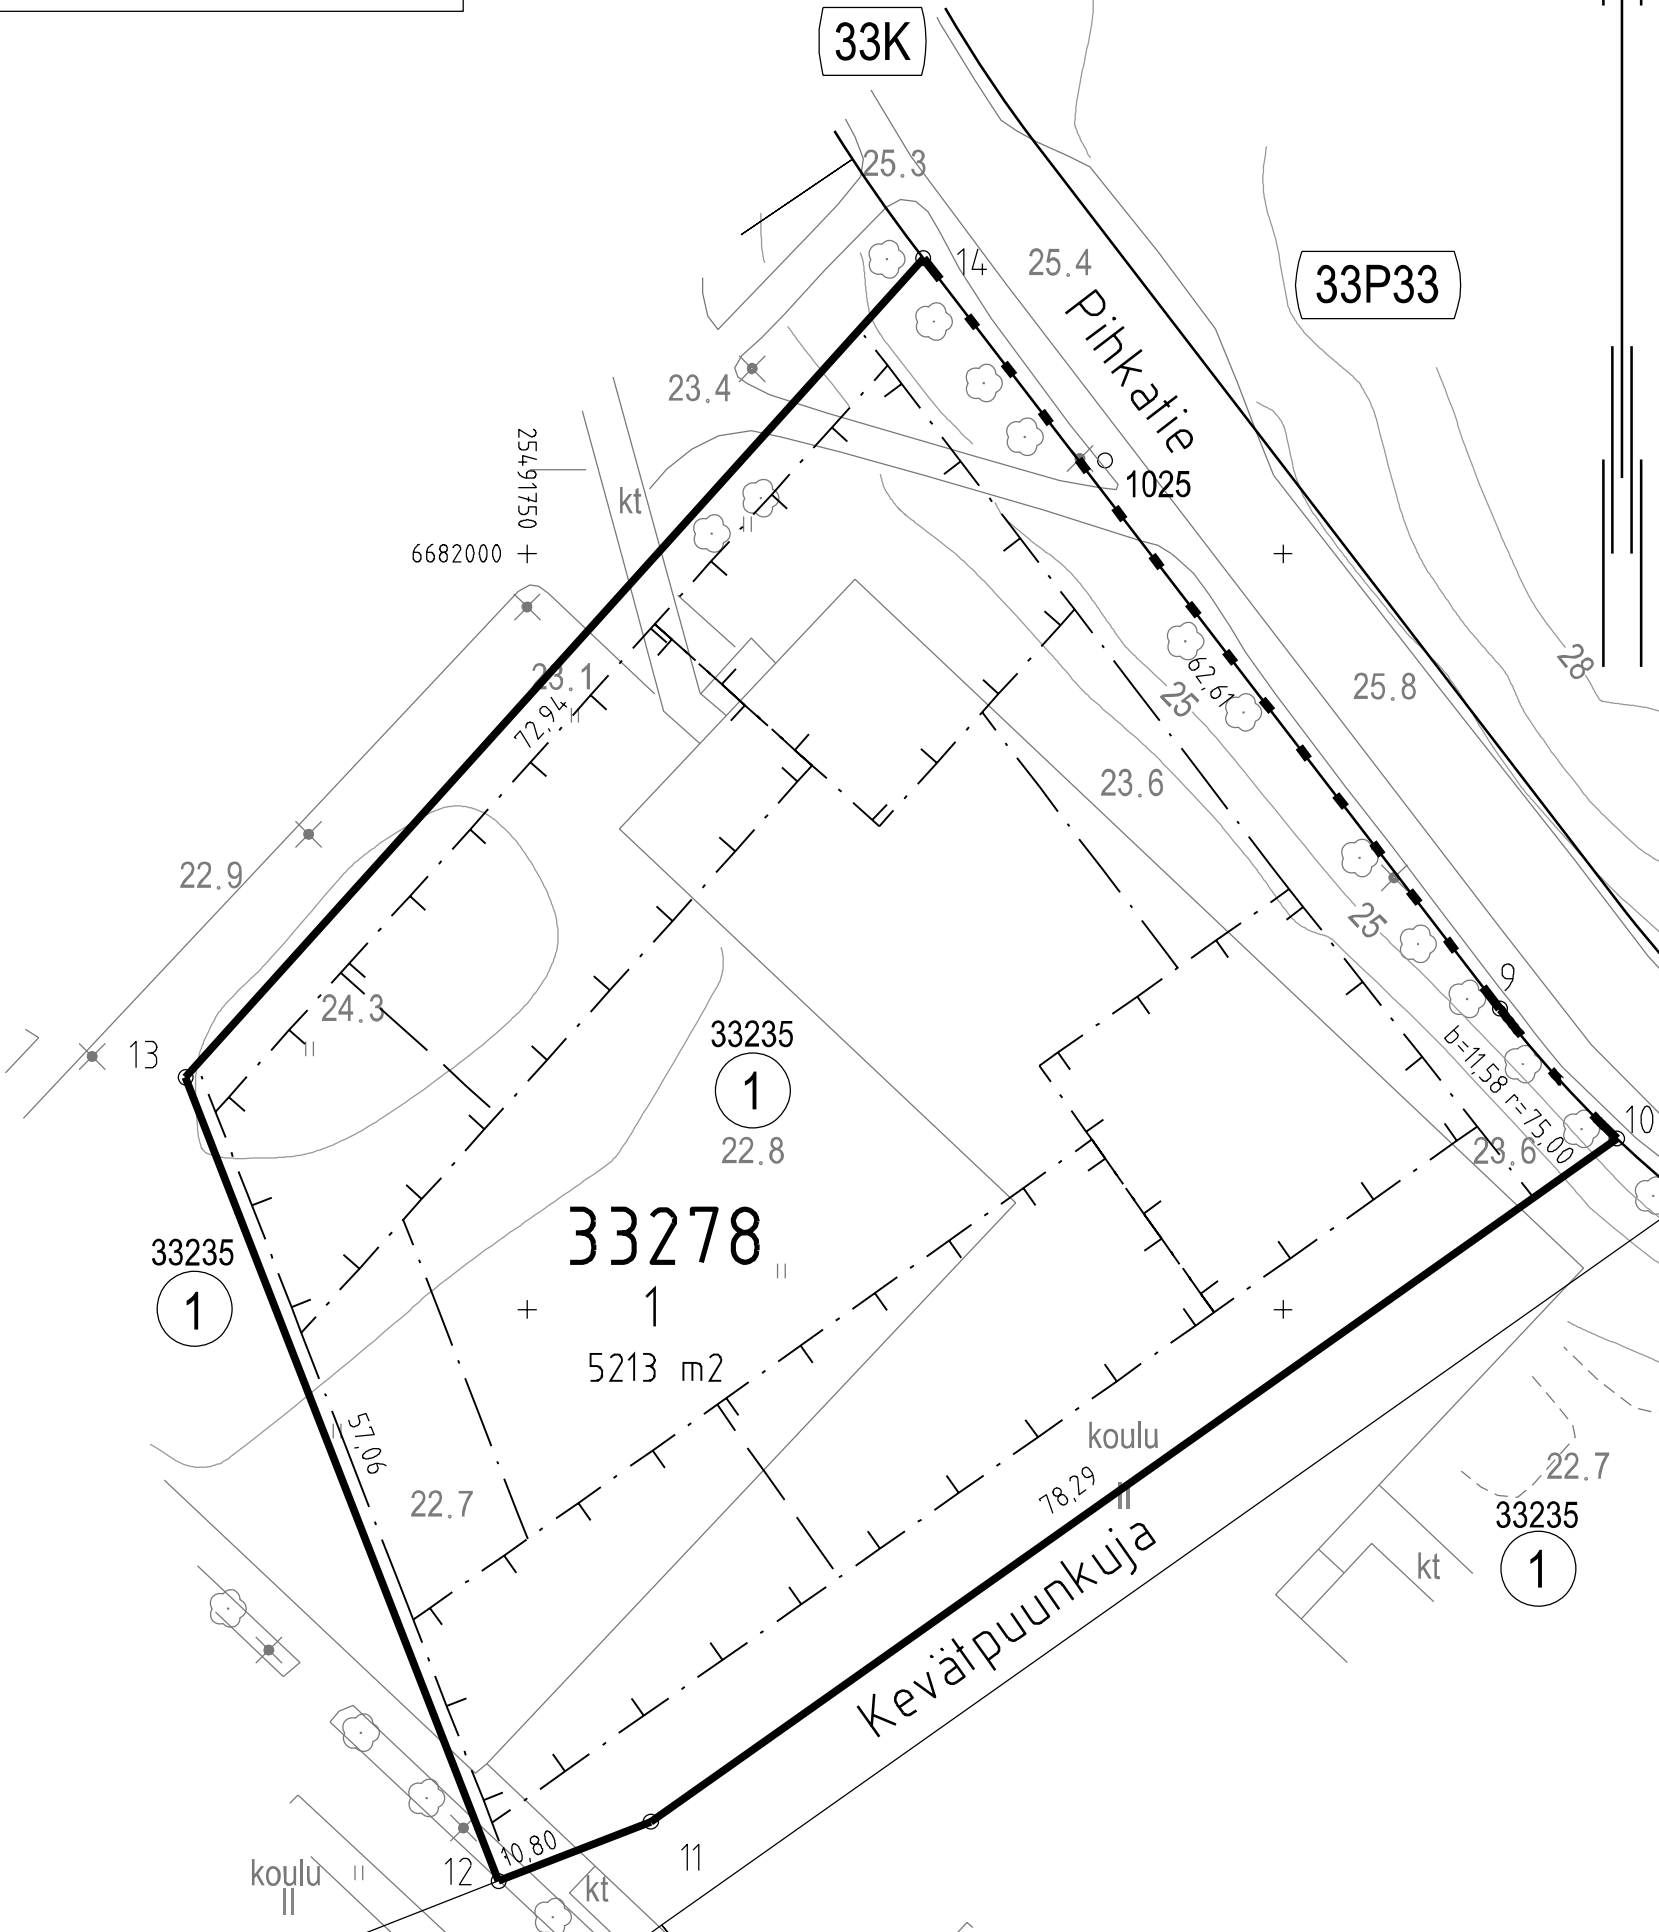 33K
25.3
14
25.4
33P33
Pihkatie
23.4
25491750
kt
1025
6682000
23.1
72,94
62,61
25
25.8
28
23.6
22.9
25
24.3
9
13
33235
1
b=11,58 r=75,00
10
22.8
23.6
33278
33235
1
1
5213 m2
57,06
koulu
II
22.7
78,29
22.7
33235
1
kt
Kevätpuunkuja
10,80
11
12
koulu
II
kt